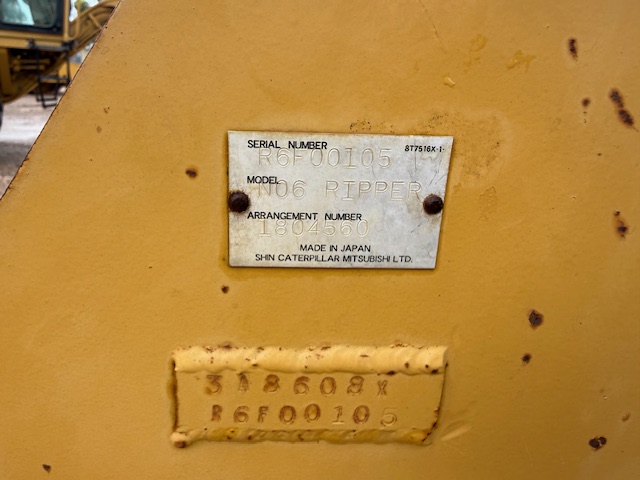 SERIAL NUMBER 8T7516X-1
R6F00105
MODEL
N06 RIPPER
ARRANGEMENT NUMBER
1804560
MADE IN JAPAN
SHIN CATERPILLAR MITSUBISHI LTD.
R6F00105